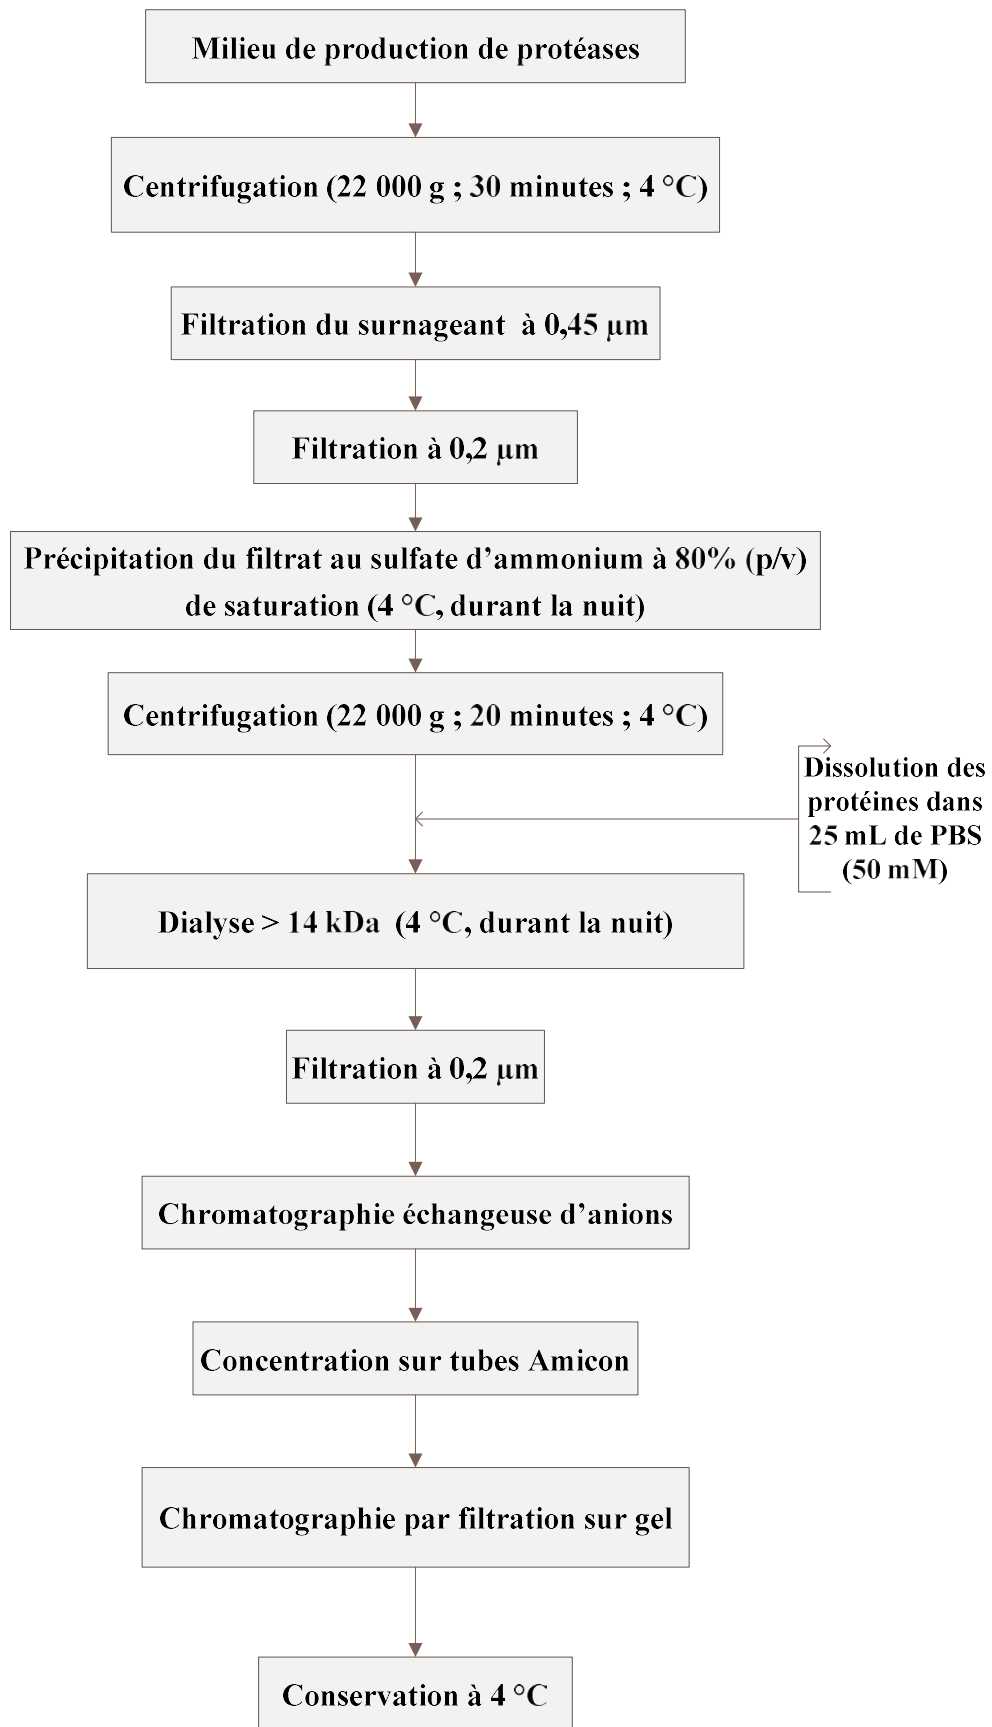 Milieu de production de protéases
Centrifugation (22 000 g ; 30 minutes ; 4 °C)
Filtration du surnageant à 0,45 µm
Filtration à 0,2 µm
Précipitation du filtrat au sulfate d’ammonium à 80% (p/v)
de saturation (4 °C, durant la nuit)
Centrifugation (22 000 g ; 20 minutes ; 4 °C)
Dissolution des
protéines dans
25 mL de PBS
(50 mM)
Dialyse > 14 kDa (4 °C, durant la nuit)
Filtration à 0,2 µm
Chromatographie échangeuse d’anions
Concentration sur tubes Amicon
Chromatographie par filtration sur gel
Conservation à 4 °C